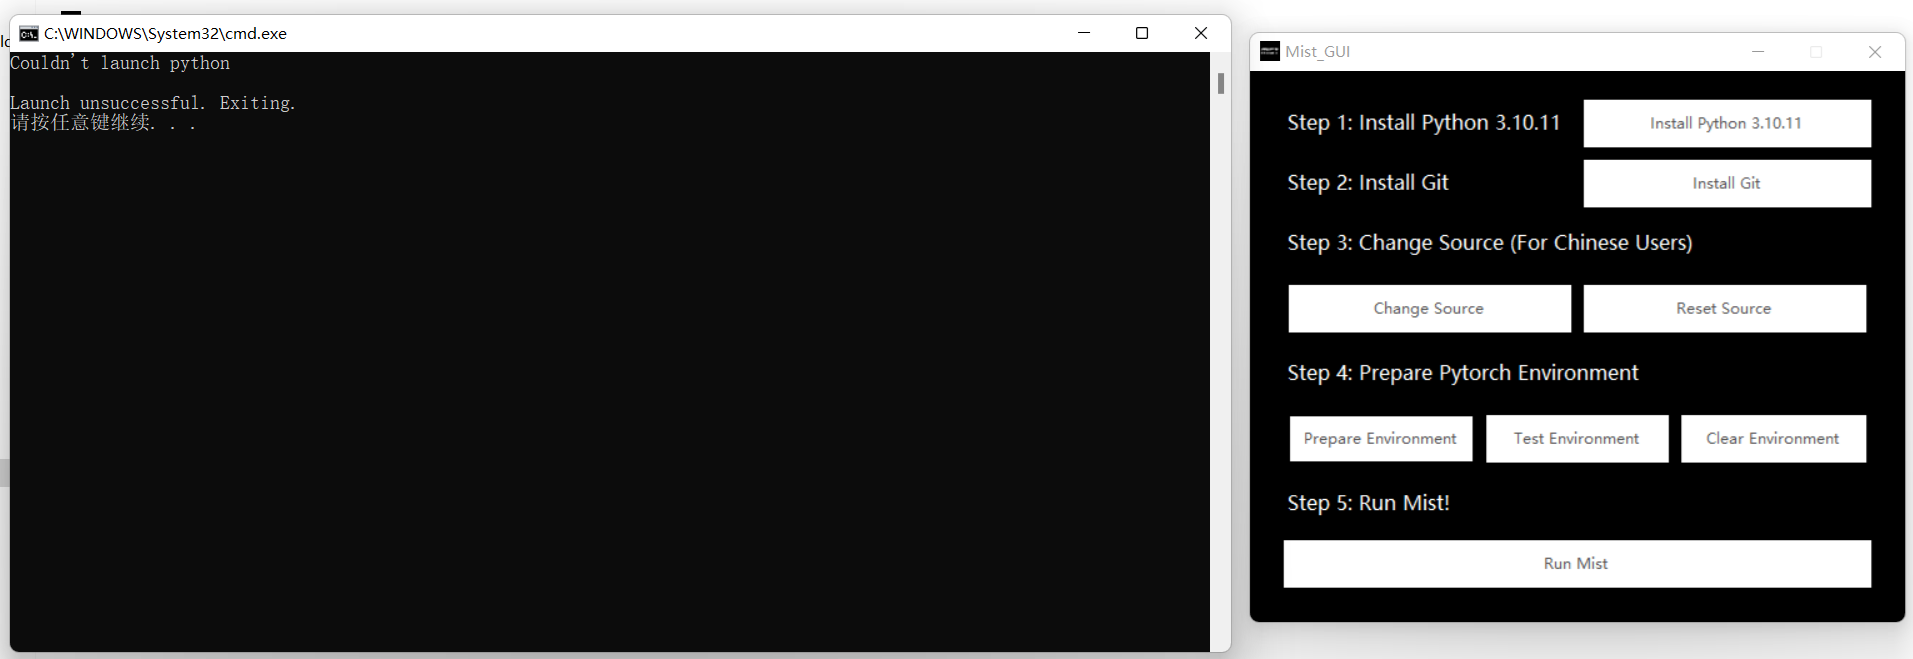 C:\WINDOWS\System32\cmd.exe
Couldn't launch python
Launch unsuccessful. Exiting.
请按任意键继续. . .
Mist_GUI
Step 1: Install Python 3.10.11
Install Python 3.10.11
Step 2: Install Git
Install Git
Step 3: Change Source (For Chinese Users)
Change Source
Reset Source
Step 4: Prepare Pytorch Environment
Prepare Environment
Test Environment
Clear Environment
Step 5: Run Mist!
Run Mist